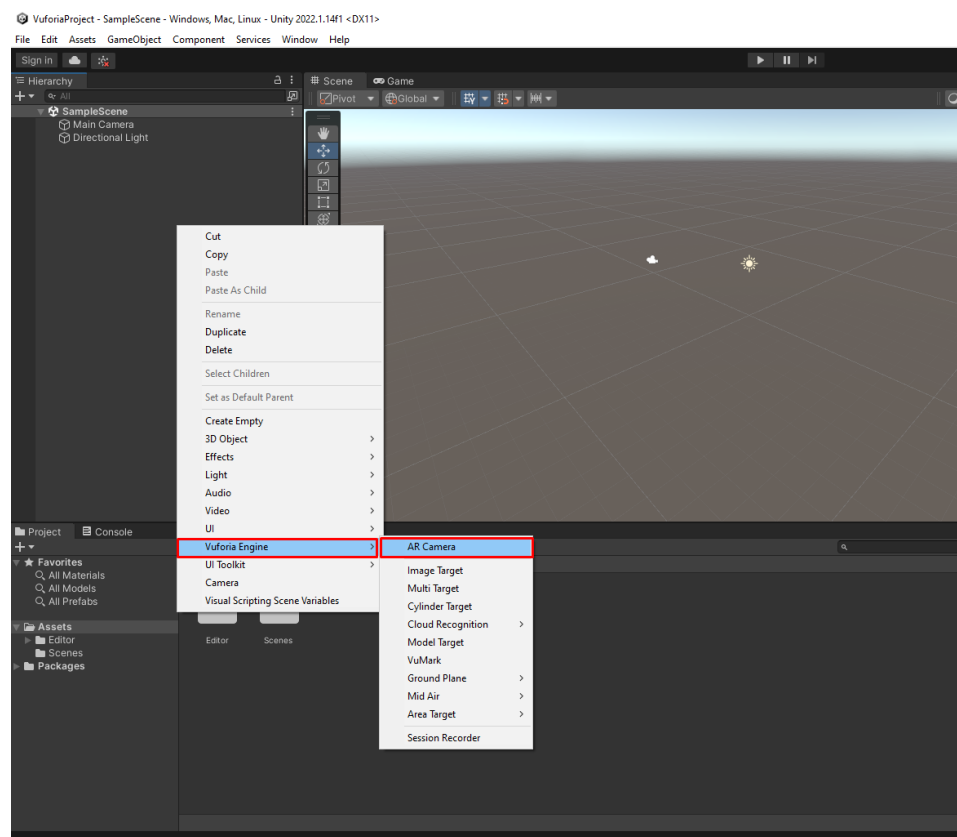 VuforiaProject - SampleScene - Windows, Mac, Linux - Unity 2022.1.14f1 <DX11>
File Edit Assets GameObject Component Services Window Help
Sign in
Hierarchy
Scene Game
All
Pivot Global
SampleScene
Main Camera
Directional Light
Cut
Copy
Paste
Paste As Child
Rename
Duplicate
Delete
Select Children
Set as Default Parent
Create Empty
3D Object
Effects
Light
Audio
Video
UI
Vuforia Engine
UI Toolkit
Camera
Visual Scripting Scene Variables
AR Camera
Image Target
Multi Target
Cylinder Target
Cloud Recognition
Model Target
VuMark
Ground Plane
Mid Air
Area Target
Session Recorder
Project Console
Favorites
All Materials
All Models
All Prefabs
Assets
Editor
Scenes
Packages
Editor Scenes